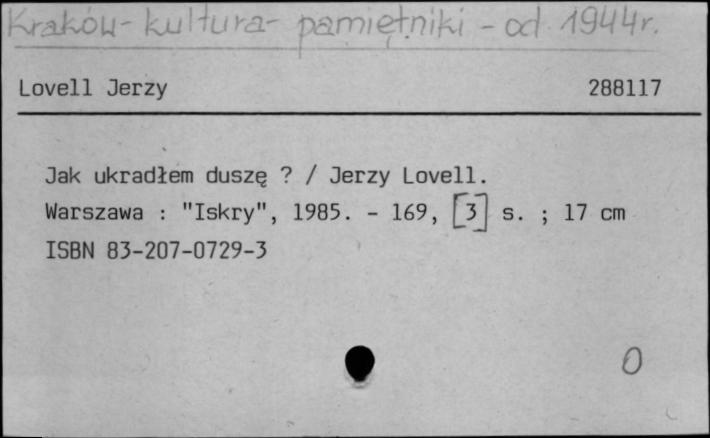 Kraków - kultura - pamiętniki - od 1944r.
Lovell Jerzy 288117
Jak ukradłem duszę ? / Jerzy Lovell.
Warszawa : "Iskry", 1985. - 169, [3] s. ; 17 cm
ISBN 83-207-0729-3
0